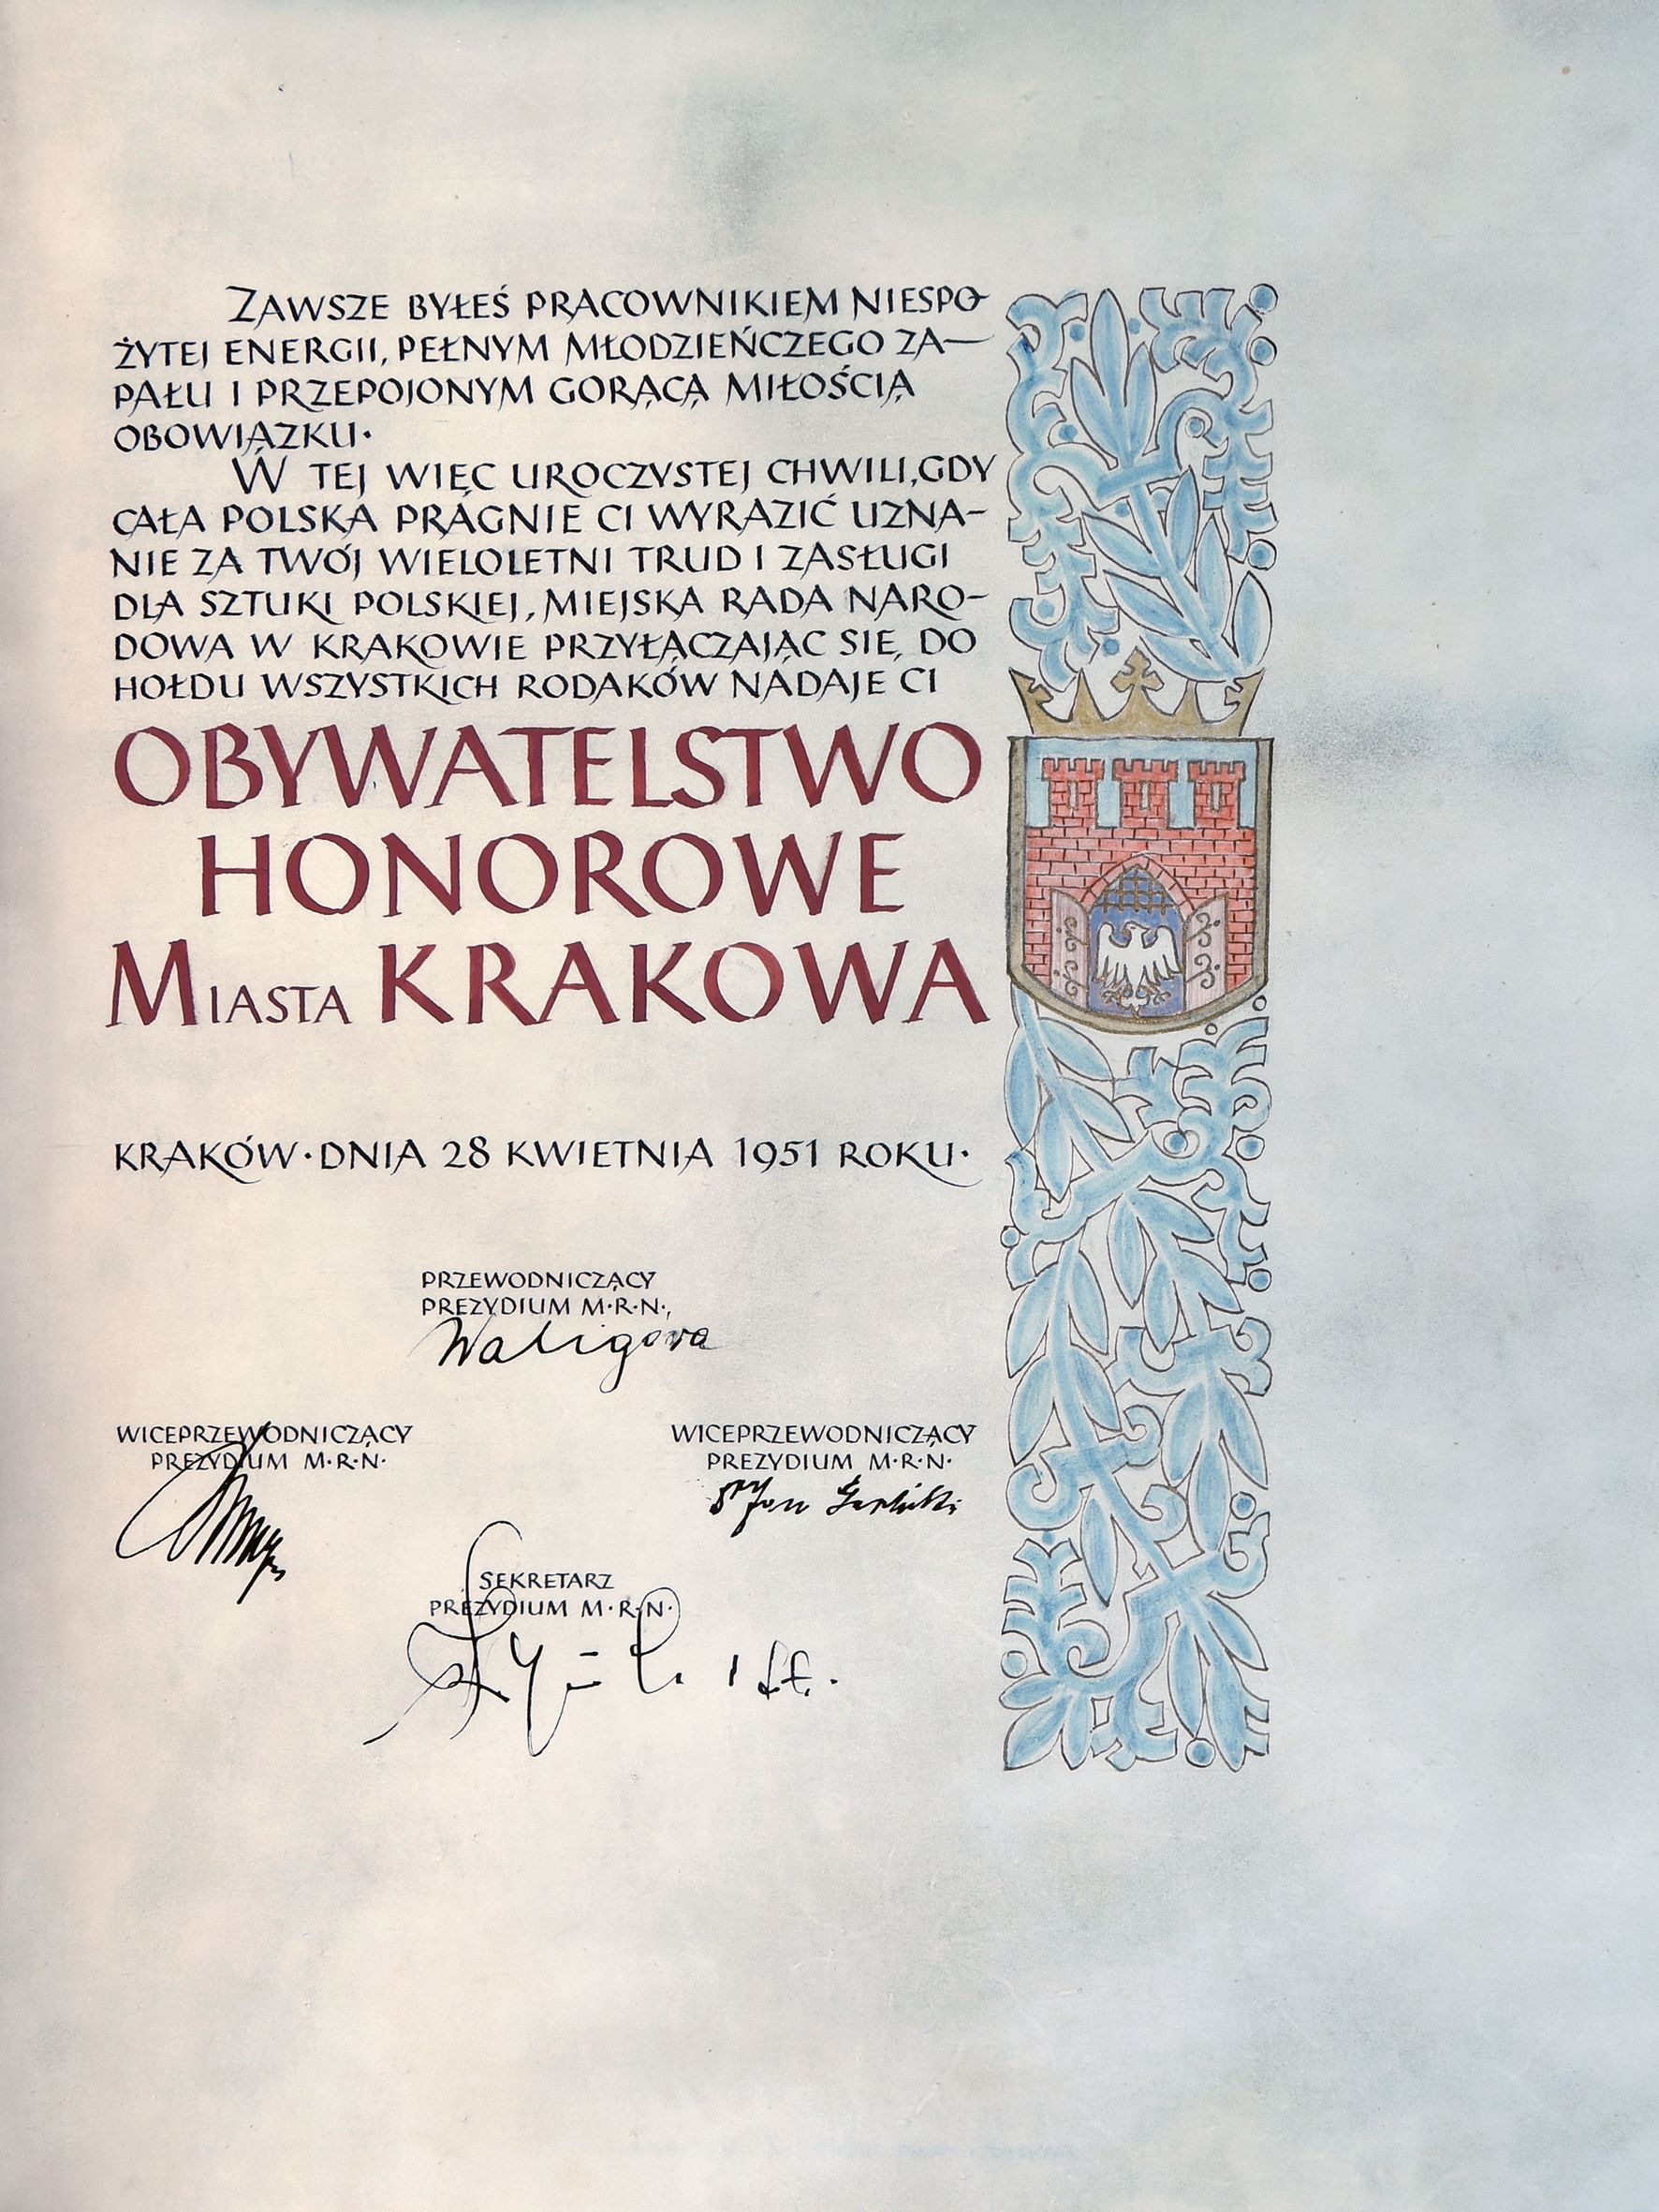 ZAWSZE BYŁEŚ PRACOWNIKIEM NIESPO-
ŻYTEJ ENERGII, PEŁNYM MŁODZIEŃCZEGO ZA-
PAŁU I PRZEPOJONYM GORĄCĄ MIŁOŚCIĄ
OBOWIĄZKU·
W TEJ WIĘC UROCZYSTEJ CHWILI, GDY
CAŁA POLSKA PRAGNIE CI WYRAZIĆ UZNA-
NIE ZA TWÓJ WIELOLETNI TRUD I ZASŁUGI
DLA SZTUKI POLSKIEJ, MIEJSKA RADA NARO-
DOWA W KRAKOWIE PRZYŁĄCZAJĄC SIĘ DO
HOŁDU WSZYSTKICH RODAKÓW NADAJE CI
OBYWATELSTWO
HONOROWE
MIASTA KRAKOWA
KRAKÓW·DNIA 28 KWIETNIA 1951 ROKU·
PRZEWODNICZĄCY
PREZYDIUM M·R·N·,
Waligora
WICEPRZEWODNICZĄCY
PREZYDIUM M·R·N·
WICEPRZEWODNICZĄCY
PREZYDIUM M·R·N·
Jan Garlicki
SEKRETARZ
PREZYDIUM M·R·N·